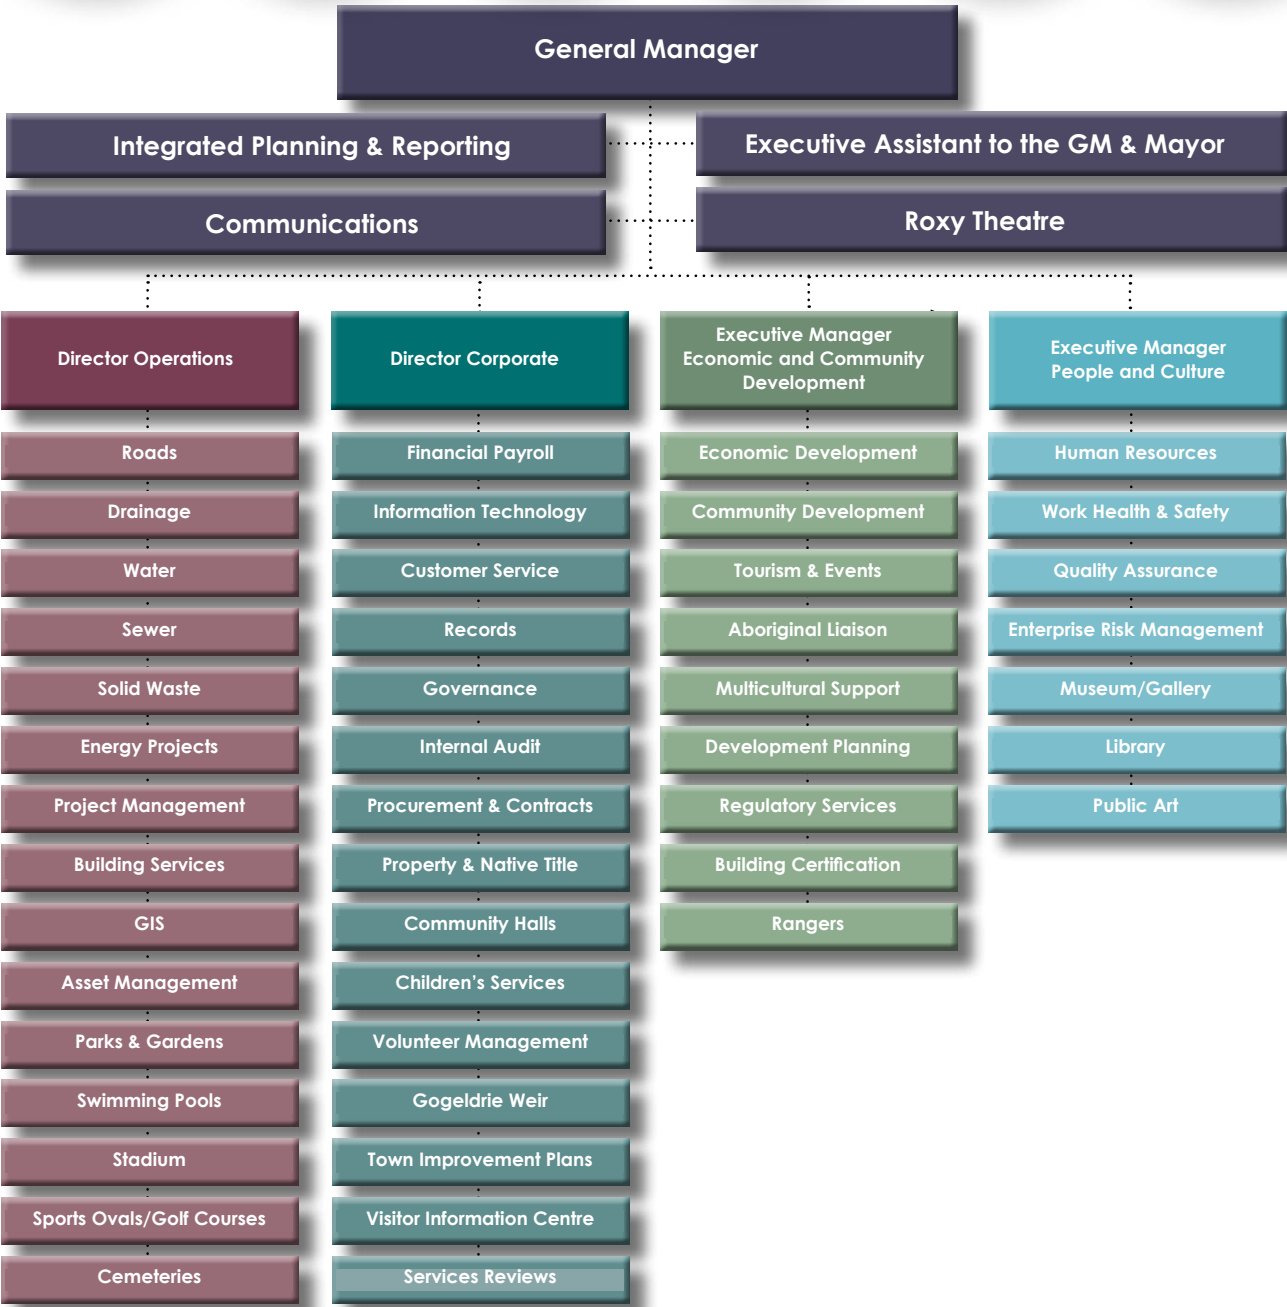 General Manager
Integrated Planning & Reporting
Executive Assistant to the GM & Mayor
Communications
Roxy Theatre
Director Operations
Roads
Drainage
Water
Sewer
Solid Waste
Energy Projects
Project Management
Building Services
GIS
Asset Management
Parks & Gardens
Swimming Pools
Stadium
Sports Ovals/Golf Courses
Cemeteries
Director Corporate
Financial Payroll
Information Technology
Customer Service
Records
Governance
Internal Audit
Procurement & Contracts
Property & Native Title
Community Halls
Children's Services
Volunteer Management
Gogeldrie Weir
Town Improvement Plans
Visitor Information Centre
Services Reviews
Executive Manager
Economic and Community
Development
Economic Development
Community Development
Tourism & Events
Aboriginal Liaison
Multicultural Support
Development Planning
Regulatory Services
Building Certification
Rangers
Executive Manager
People and Culture
Human Resources
Work Health & Safety
Quality Assurance
Enterprise Risk Management
Museum/Gallery
Library
Public Art